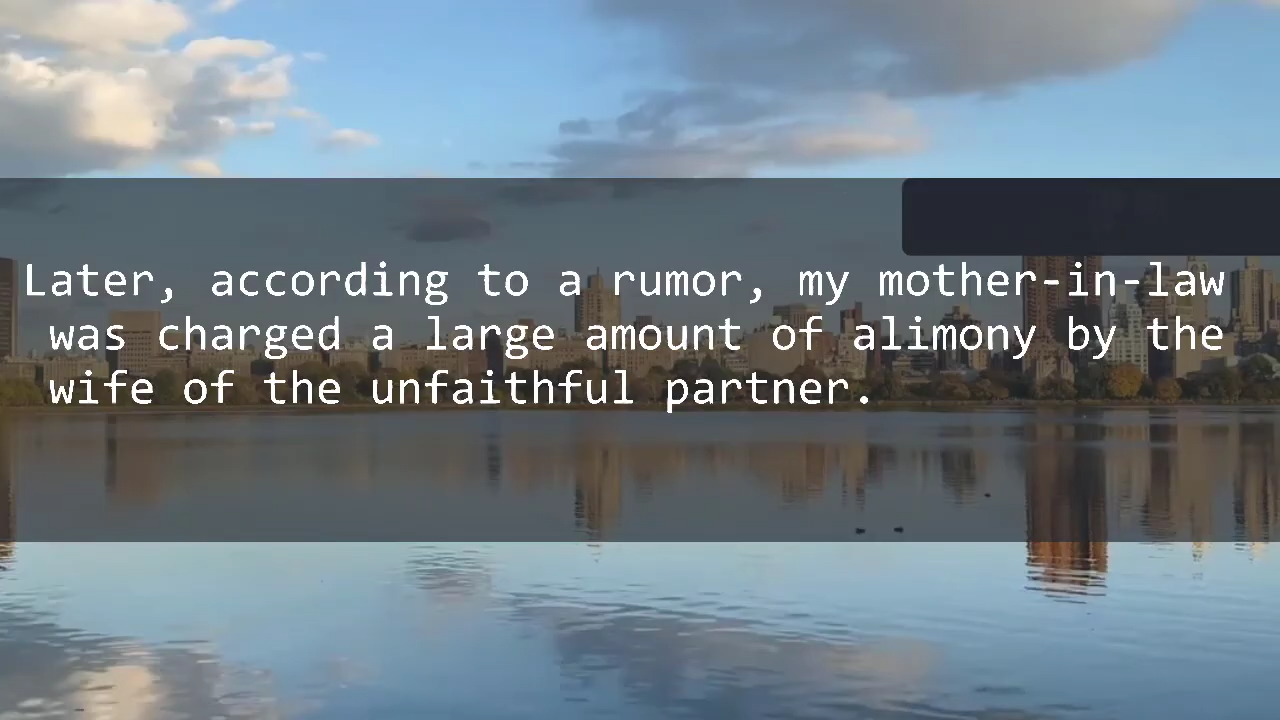 Later, according to a rumor, my mother-in-law
was charged a large amount of alimony by the
wife of the unfaithful partner.